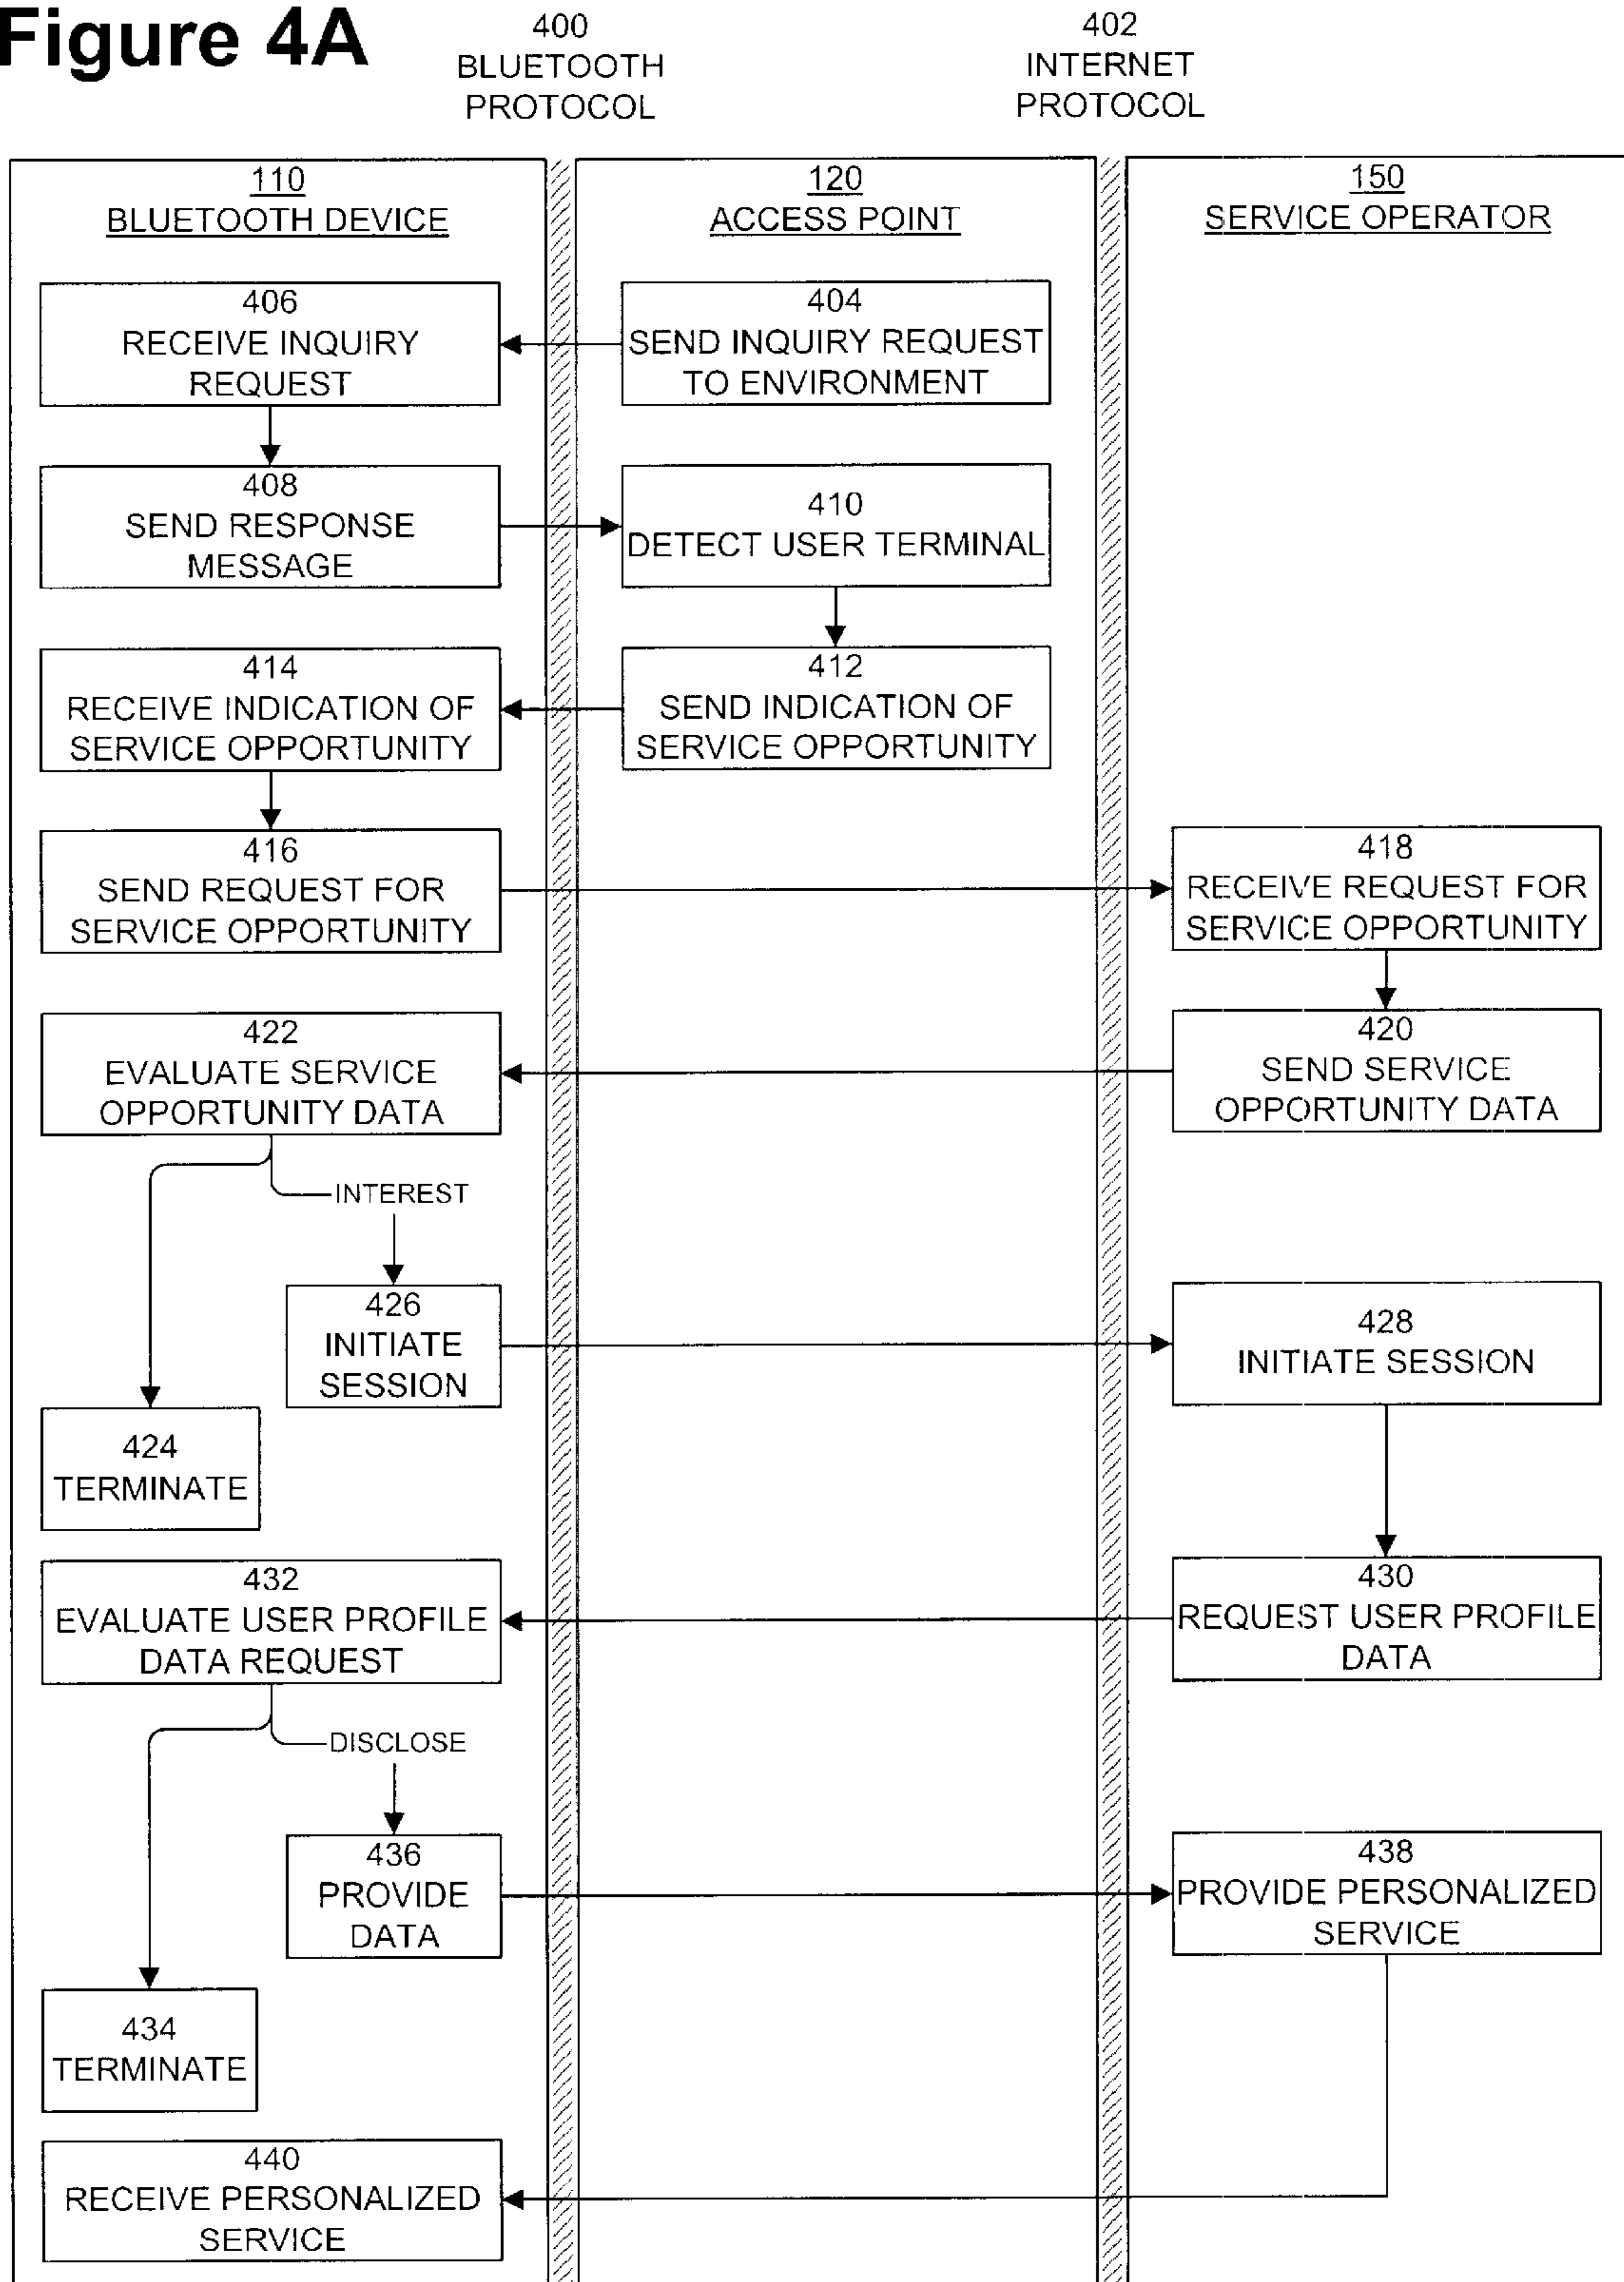 Figure 4A
400
BLUETOOTH
PROTOCOL
402
INTERNET
PROTOCOL
110
BLUETOOTH DEVICE
120
ACCESS POINT
150
SERVICE OPERATOR
406
RECEIVE INQUIRY
REQUEST
404
SEND INQUIRY REQUEST
TO ENVIRONMENT
408
SEND RESPONSE
MESSAGE
410
DETECT USER TERMINAL
414
RECEIVE INDICATION OF
SERVICE OPPORTUNITY
412
SEND INDICATION OF
SERVICE OPPORTUNITY
416
SEND REQUEST FOR
SERVICE OPPORTUNITY
418
RECEIVE REQUEST FOR
SERVICE OPPORTUNITY
422
EVALUATE SERVICE
OPPORTUNITY DATA
420
SEND SERVICE
OPPORTUNITY DATA
INTEREST
426
INITIATE
SESSION
428
INITIATE SESSION
424
TERMINATE
432
EVALUATE USER PROFILE
DATA REQUEST
430
REQUEST USER PROFILE
DATA
DISCLOSE
436
PROVIDE
DATA
438
PROVIDE PERSONALIZED
SERVICE
434
TERMINATE
440
RECEIVE PERSONALIZED
SERVICE